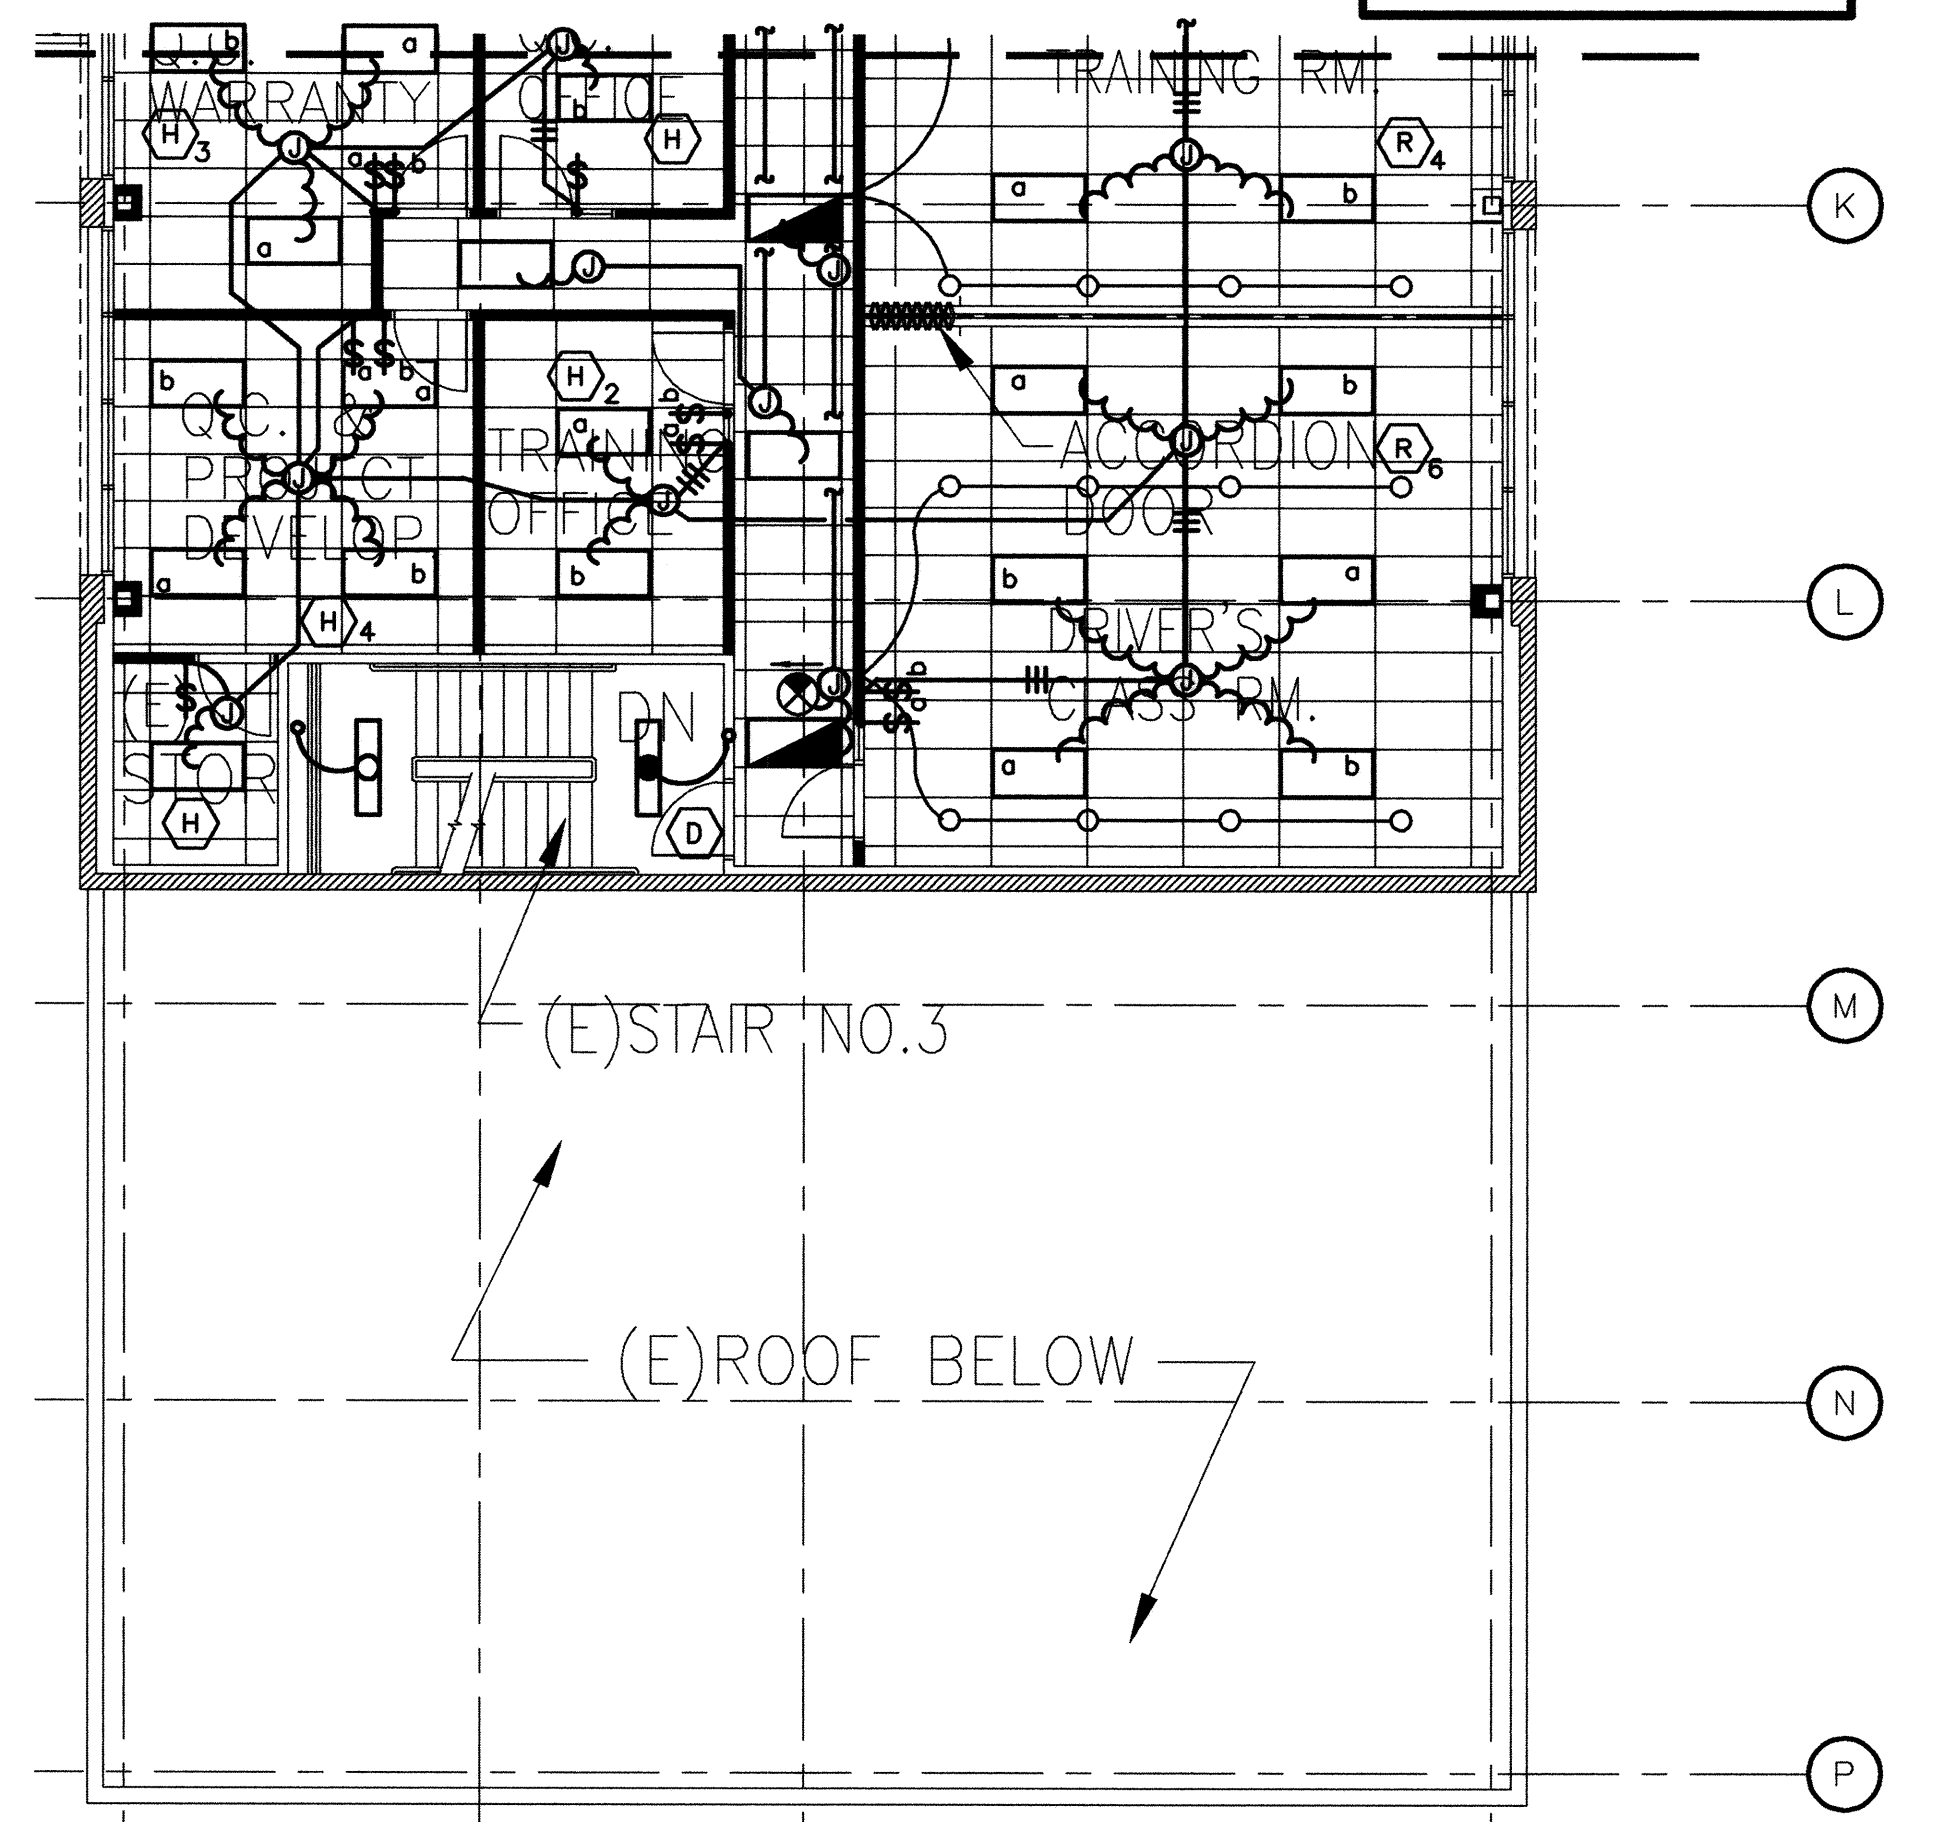 b
a
TRAINING RM.
WARRANTY
OFFICE
b
H
3
H
R
4
a b
a
b
K
a
H
2
b
a b
a
a
a b
a
b
Q.C. &
PRODUCT
DEVELOP
TRAINING
OFFICE
ACCORDION
DOOR
R
6
a
b
b
b
a
H
4
L
DRIVER'S
CLASS RM.
a b
(E)
STOR
DN
a
b
H
D
(E)STAIR NO.3
M
(E)ROOF BELOW
N
P